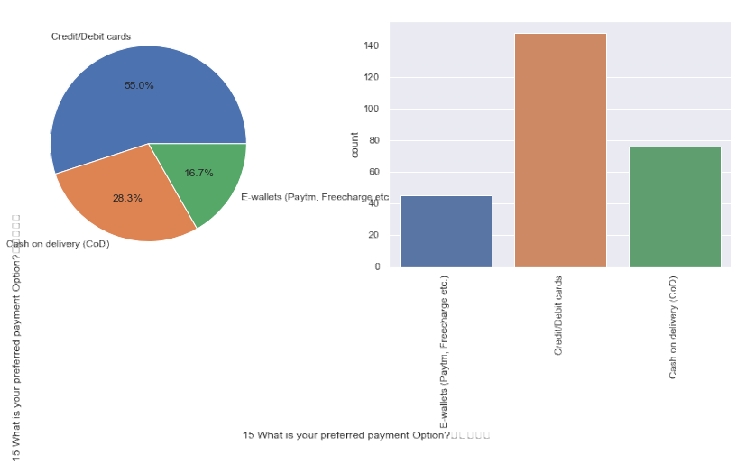 Credit/Debit cards
55.0%
16.7%
28.3%
E-wallets (Paytm, Freecharge etc
Cash on delivery (CoD)
15 What is your preferred payment Option?
count
140
120
100
80
60
40
20
0
E-wallets (Paytm, Freecharge etc.)
Credit/Debit cards
Cash on delivery (CoD)
15 What is your preferred payment Option?